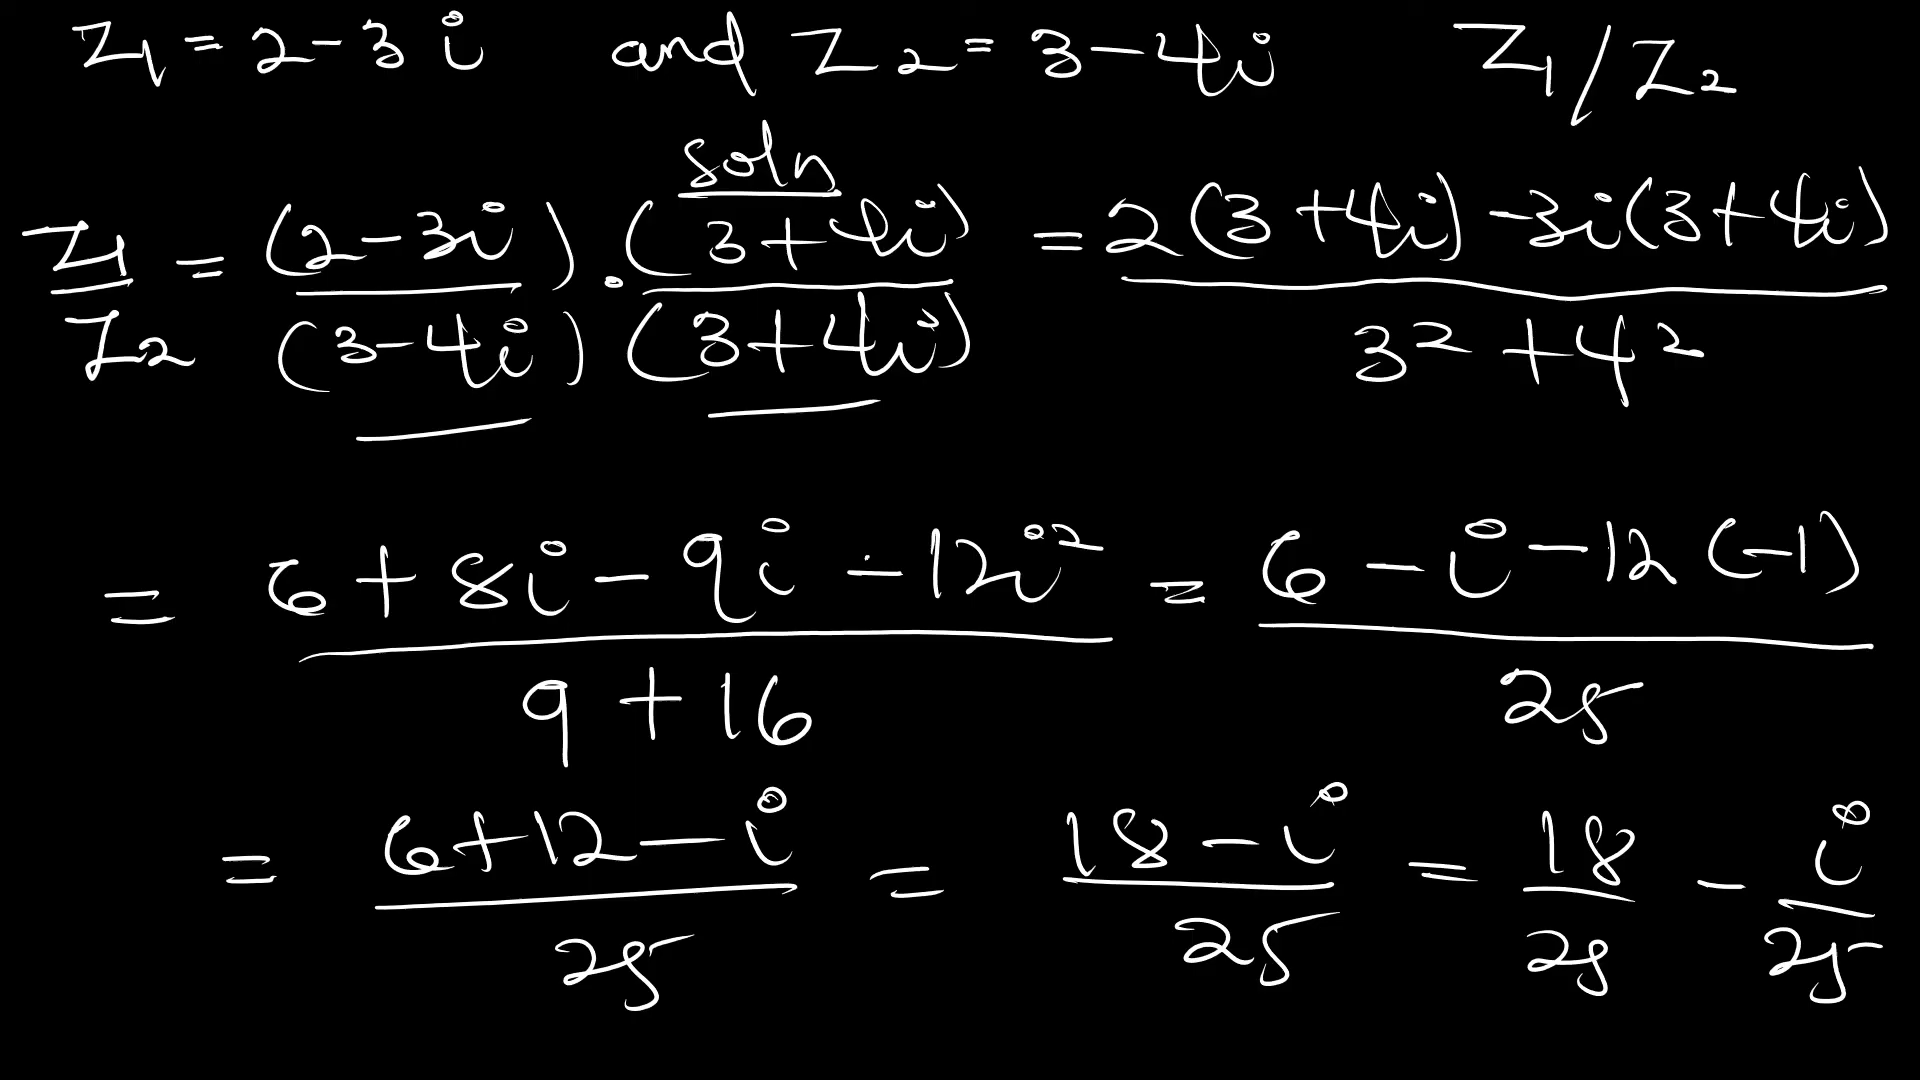 Z₁ = 2 - 3i and Z₂ = 3 - 4i Z₁/Z₂
soln
Z₁/Z₂ = (2-3i)/(3-4i) · (3+4i)/(3+4i) = (2(3+4i) - 3i(3+4i))/(3² + 4²)
= (6 + 8i - 9i - 12i²)/(9 + 16) = (6 - i - 12(-1))/25
= (6+12-i)/25 = (18-i)/25 = 18/25 - i/25